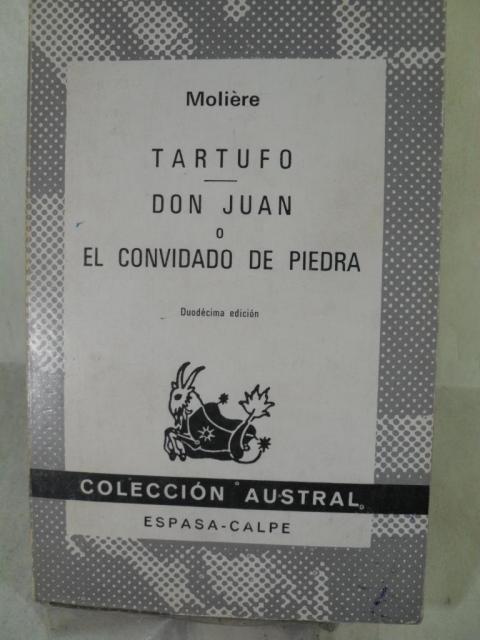 Molière
TARTUFO
DON JUAN
o
EL CONVIDADO DE PIEDRA
Duodécima edición
COLECCIÓN AUSTRAL
ESPASA-CALPE